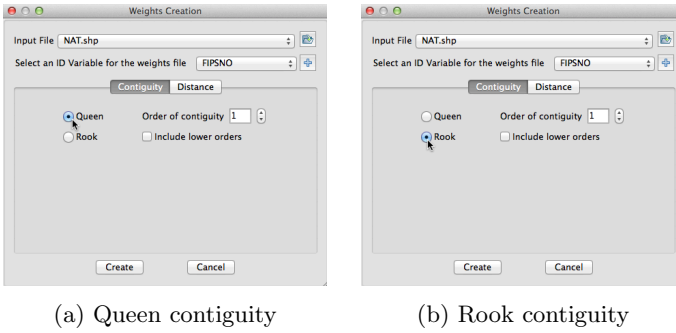 Weights Creation
Input File NAT.shp
Select an ID Variable for the weights file FIPSNO
Contiguity Distance
Queen Order of contiguity 1
Rook Include lower orders
Create Cancel
(a) Queen contiguity
Weights Creation
Input File NAT.shp
Select an ID Variable for the weights file FIPSNO
Contiguity Distance
Queen Order of contiguity 1
Rook Include lower orders
Create Cancel
(b) Rook contiguity